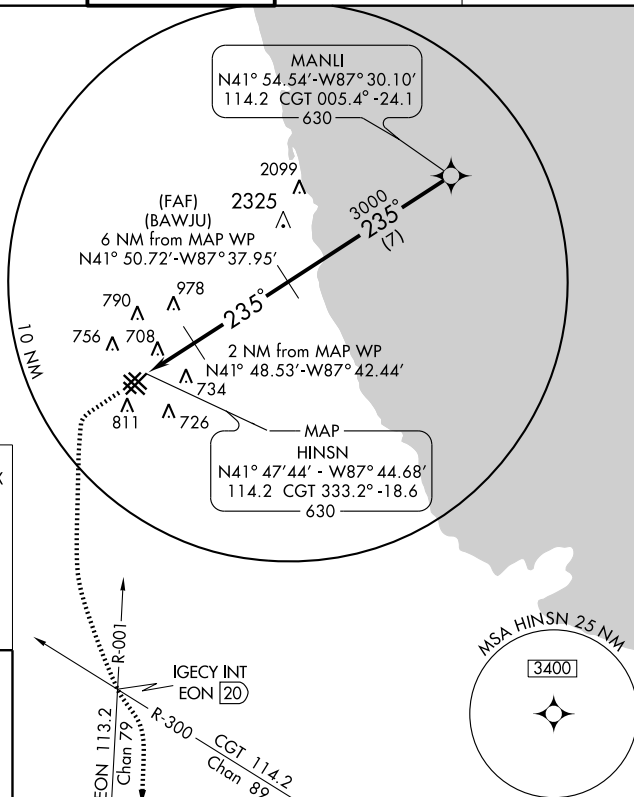 MANLI
N41° 54.54′-W87° 30.10′
114.2 CGT 005.4° -24.1
630
2099
(FAF)
(BAWJU)
2325
3000
235°
(7)
6 NM from MAP WP
N41° 50.72′-W87° 37.95′
978
790
235°
756
708
10 NM
2 NM from MAP WP
N41° 48.53′-W87° 42.44′
734
811
726
MAP
HINSN
N41° 47′44′ - W87° 44.68′
114.2 CGT 333.2° -18.6
630
X
MSA HINSN 25 NM
3400
R-001
IGECY INT
EON 20
R-300
CGT 114.2
Chan 89
EON 113.2
Chan 79